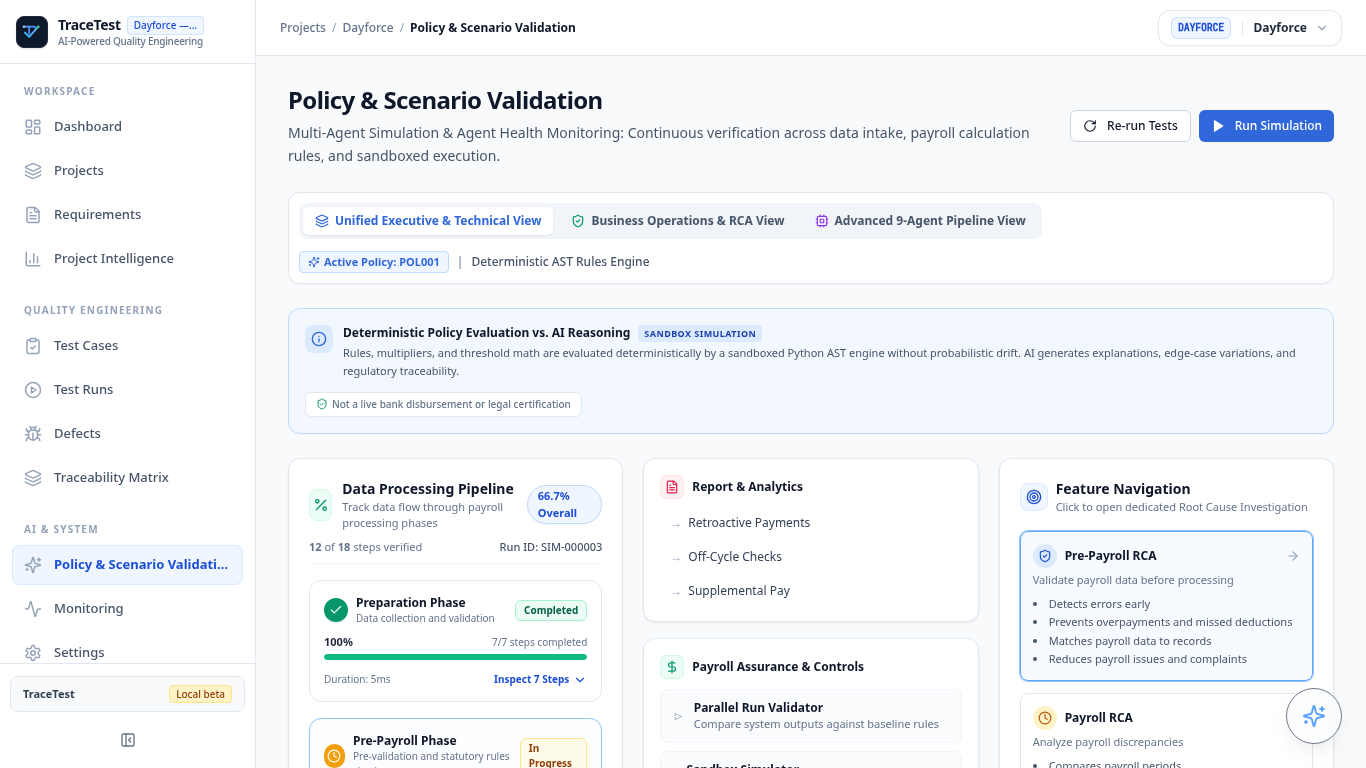 TraceTest
Dayforce —...
AI-Powered Quality Engineering
WORKSPACE
Dashboard
Projects
Requirements
Project Intelligence
QUALITY ENGINEERING
Test Cases
Test Runs
Defects
Traceability Matrix
AI & SYSTEM
Policy & Scenario Validati...
Monitoring
Settings
TraceTest
Local beta
Projects / Dayforce / Policy & Scenario Validation
DAYFORCE
Dayforce
Policy & Scenario Validation
Multi-Agent Simulation & Agent Health Monitoring: Continuous verification across data intake, payroll calculation
rules, and sandboxed execution.
Re-run Tests
Run Simulation
Unified Executive & Technical View
Business Operations & RCA View
Advanced 9-Agent Pipeline View
Active Policy: POL001 | Deterministic AST Rules Engine
Deterministic Policy Evaluation vs. AI Reasoning
SANDBOX SIMULATION
Rules, multipliers, and threshold math are evaluated deterministically by a sandboxed Python AST engine without probabilistic drift. AI generates explanations, edge-case variations, and
regulatory traceability.
Not a live bank disbursement or legal certification
Data Processing Pipeline
Track data flow through payroll
processing phases
66.7%
Overall
12 of 18 steps verified
Run ID: SIM-000003
Preparation Phase
Data collection and validation
Completed
100%
7/7 steps completed
Duration: 5ms
Inspect 7 Steps
Pre-Payroll Phase
Pre-validation and statutory rules
In
Progress
Report & Analytics
→ Retroactive Payments
→ Off-Cycle Checks
→ Supplemental Pay
Payroll Assurance & Controls
Parallel Run Validator
Compare system outputs against baseline rules
Sandbox Simulator
Feature Navigation
Click to open dedicated Root Cause Investigation
Pre-Payroll RCA
Validate payroll data before processing
• Detects errors early
• Prevents overpayments and missed deductions
• Matches payroll data to records
• Reduces payroll issues and complaints
Payroll RCA
Analyze payroll discrepancies
• Compares payroll periods